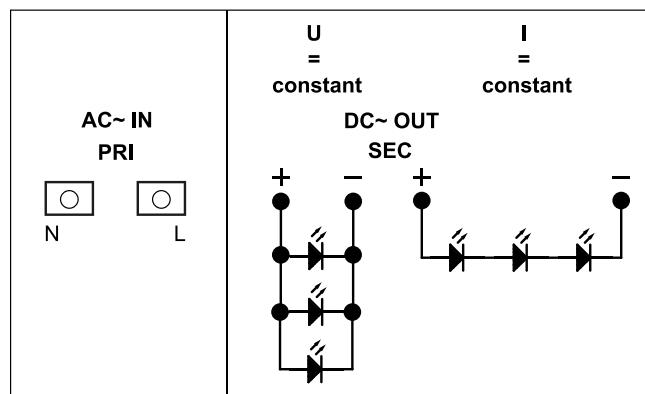 U
=
constant
I
=
constant
AC~ IN
PRI
DC~ OUT
SEC
+ − + −
N L